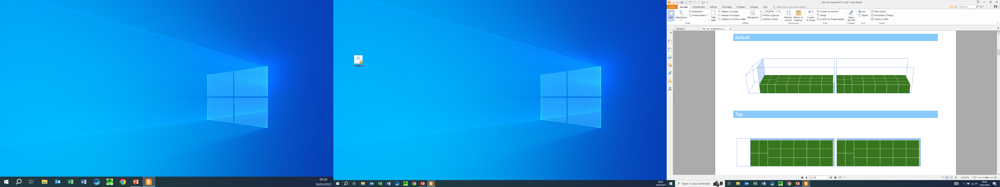 09:20
16/05/2023
09:20
16/05/2023
Plan de chargement (1).pdf - Foxit Reader
Fichier Accueil Commentaire Afficher Formulaire Protéger Partager Aide Dites-moi ce que vous voulez f
Chercher
Main
Sélectionner
Instantané
Presse-papiers
Outils
Taille réelle
Adapter à la page
Adapter à la largeur
Adapter le contenu visible
Réorganiser
175,07%
Pivoter à gauche
Pivoter à droite
Afficher
Machine à écre
Mettre en évidence
Commentaire
À partir du fichier
À partir du scanner
Vierge
À partir du Presse-papiers
Créer
Signer des PDF
Protéger
Lien
Signet
Liens
Pièce jointe
Annotation d'image
Audio et vidéo
Insérer
Démarrer
Plan de chargement (1...
Default
Top
2 / 10
175,07%
Taper ici pour rechercher
09:20
16/05/2023